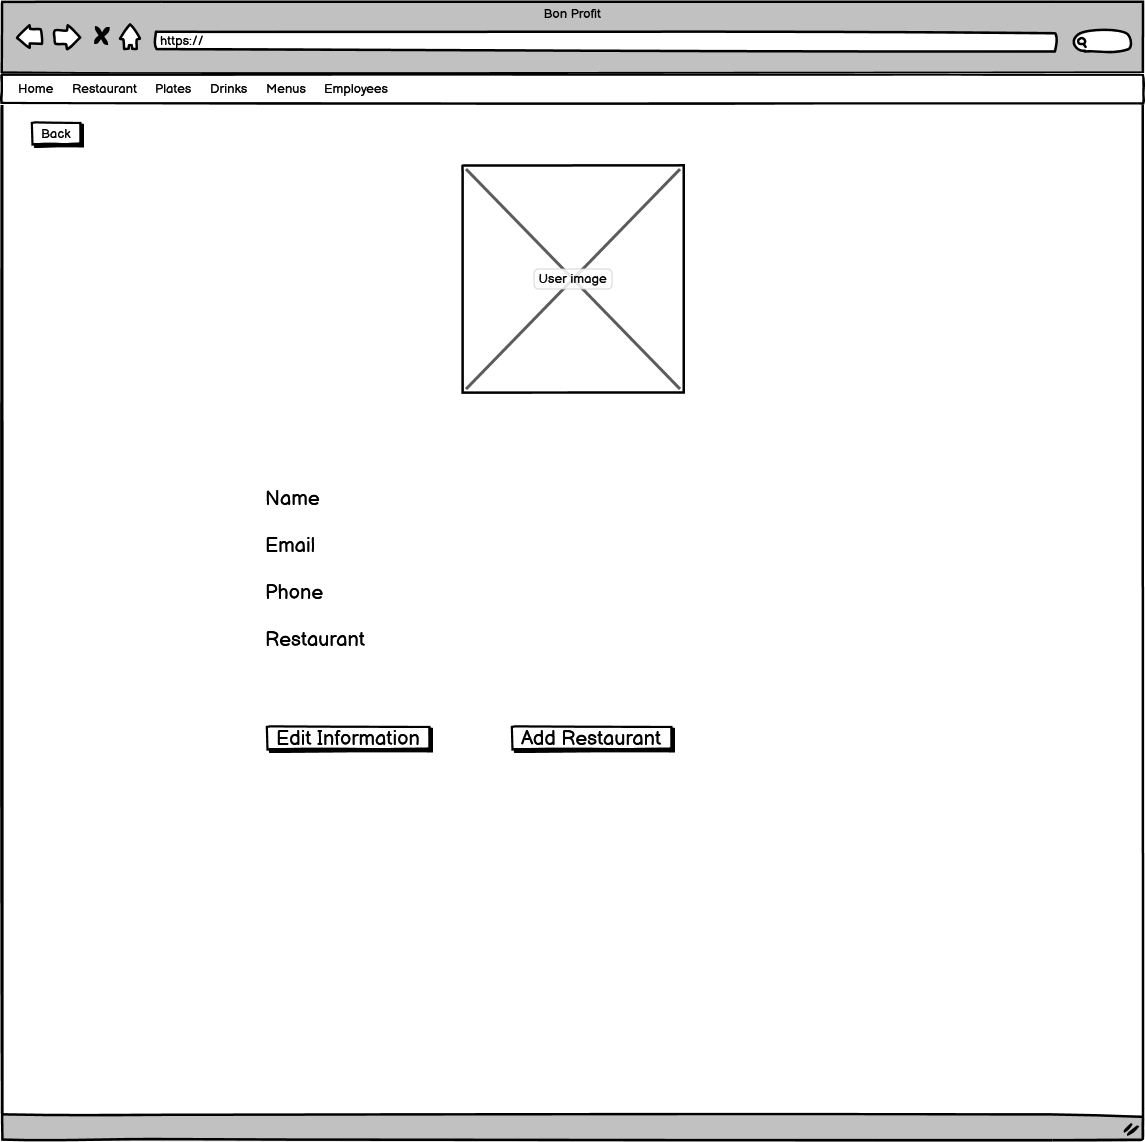 Bon Profit
https://
Home Restaurant Plates Drinks Menus Employees
Back
User image
Name
Email
Phone
Restaurant
Edit Information Add Restaurant